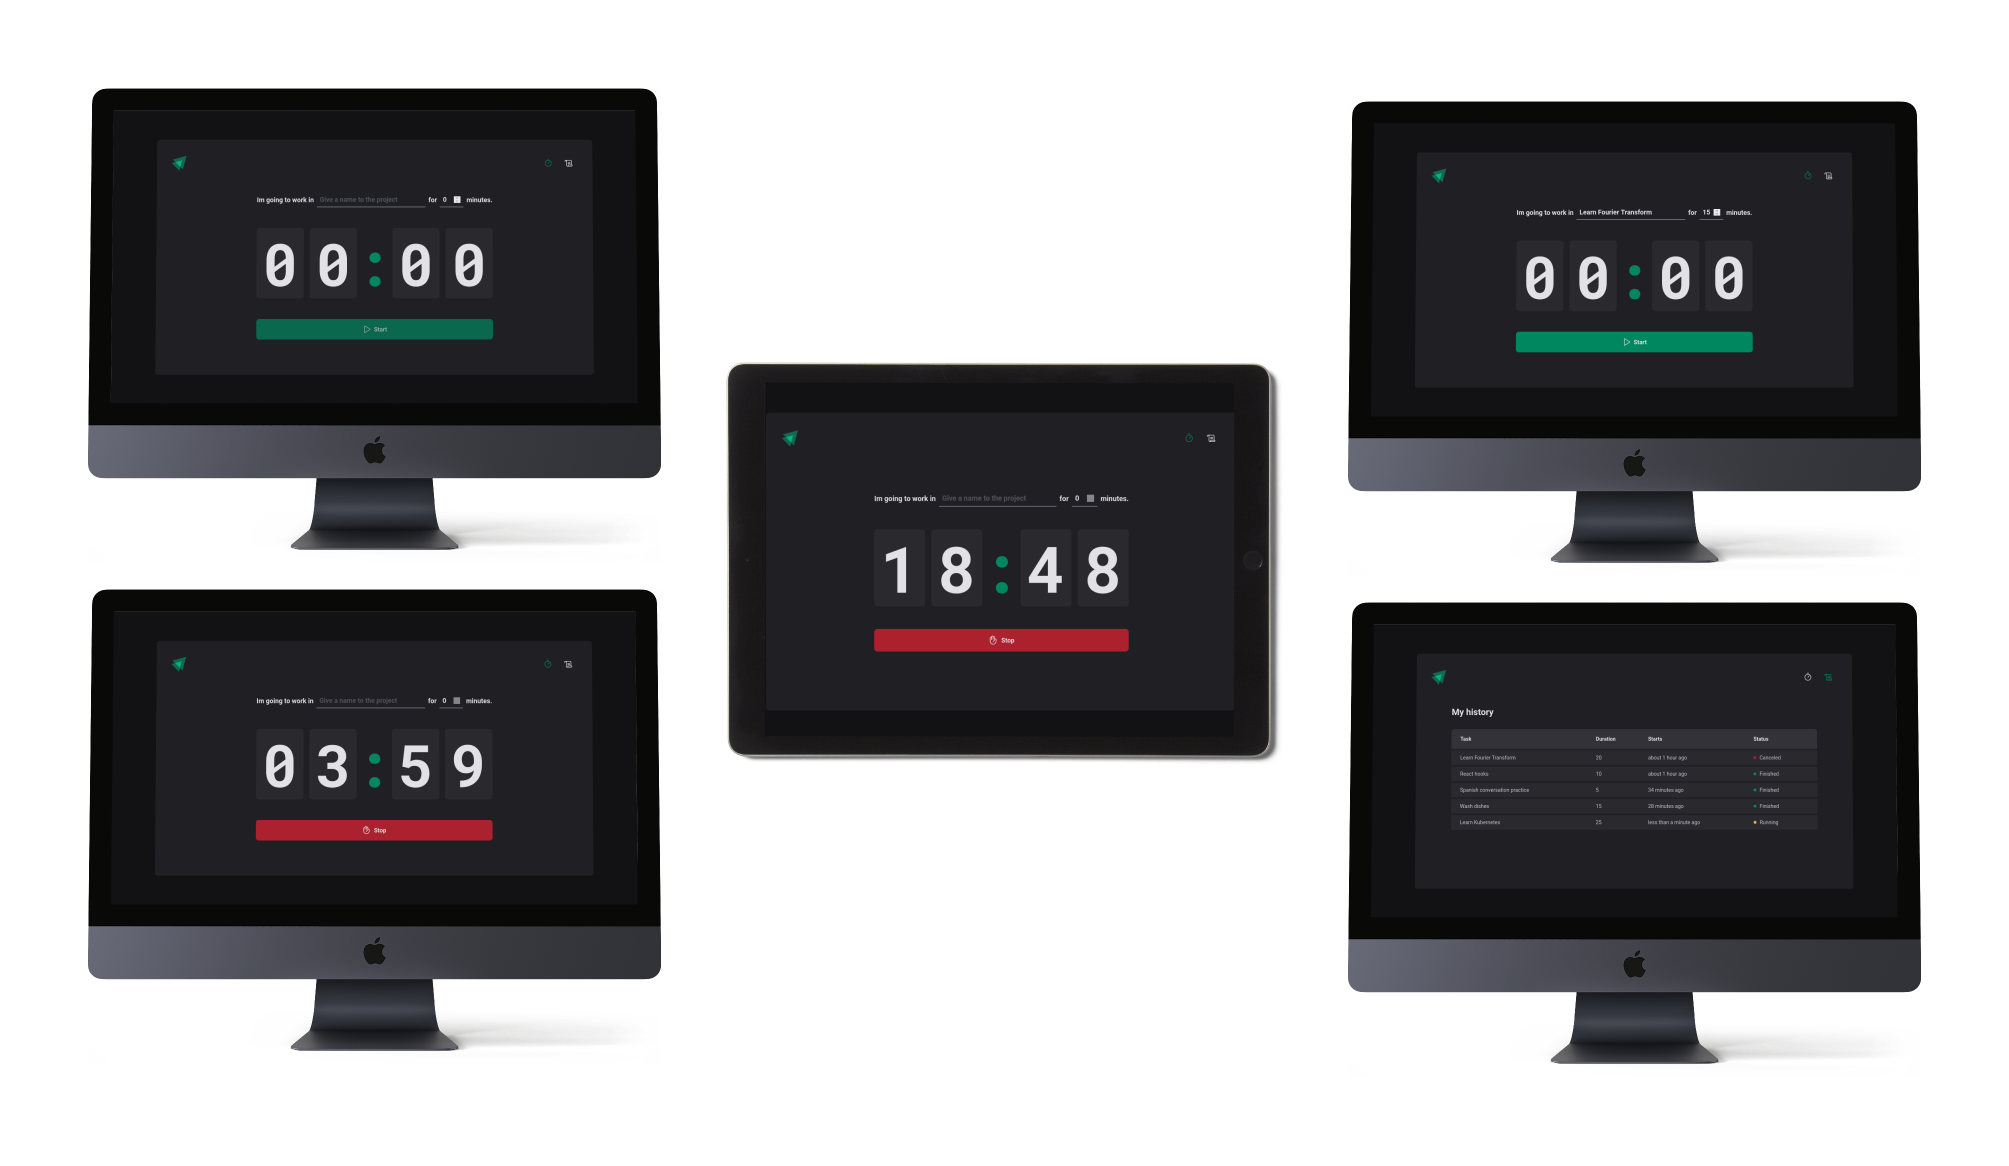 Im going to work in Give a name to the project for 0 minutes.
00:00
Start
Im going to work in Give a name to the project for 0 minutes.
03:59
Stop
Im going to work in Give a name to the project for 0 minutes.
18:48
Stop
Im going to work in Learn Fourier Transform for 15 minutes.
00:00
Start
My history
Task Duration Starts Status
Learn Fourier Transform 20 about 1 hour ago Canceled
React hooks 10 about 1 hour ago Finished
Spanish conversation practice 5 34 minutes ago Finished
Wash dishes 15 28 minutes ago Finished
Learn Kubernetes 25 less than a minute ago Running